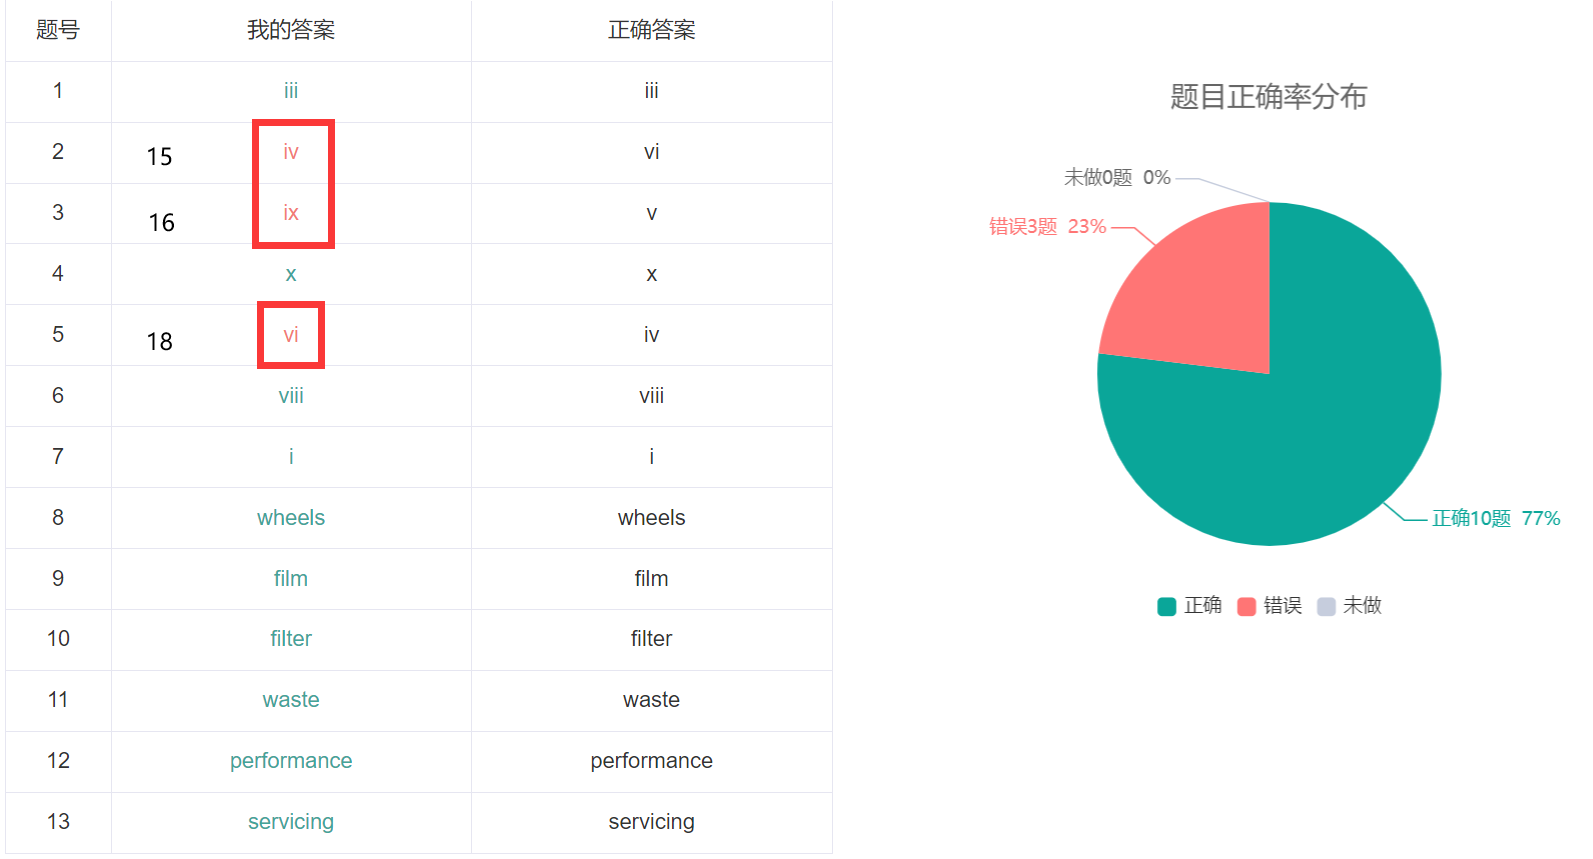 题号 我的答案 正确答案
1 iii iii
2 15 iv vi
3 16 ix v
4 x x
5 18 vi iv
6 viii viii
7 i i
8 wheels wheels
9 film film
10 filter filter
11 waste waste
12 performance performance
13 servicing servicing
题目正确率分布
未做0题 0%
错误3题 23%
正确10题 77%
正确 错误 未做